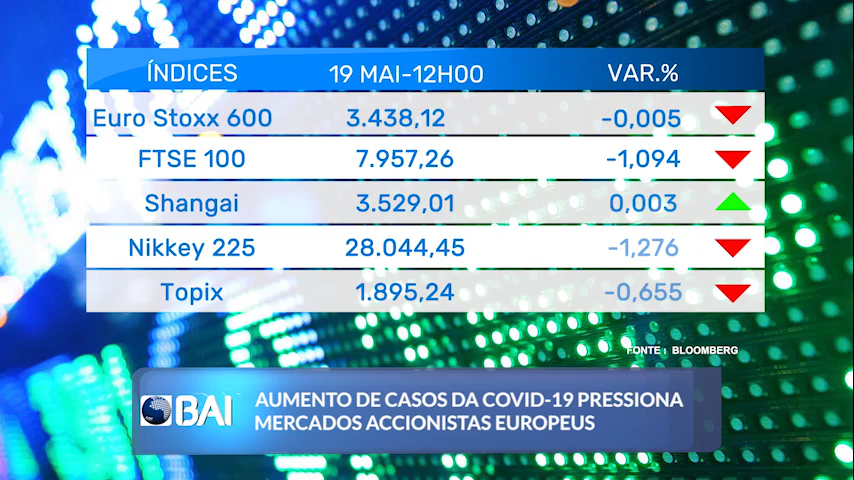 ÍNDICES 19 MAI-12H00 VAR.%
Euro Stoxx 600 3.438,12 -0,005
FTSE 100 7.957,26 -1,094
Shangai 3.529,01 0,003
Nikkey 225 28.044,45 -1,276
Topix 1.895,24 -0,655
FONTE : BLOOMBERG
BAI
AUMENTO DE CASOS DA COVID-19 PRESSIONA
MERCADOS ACCIONISTAS EUROPEUS